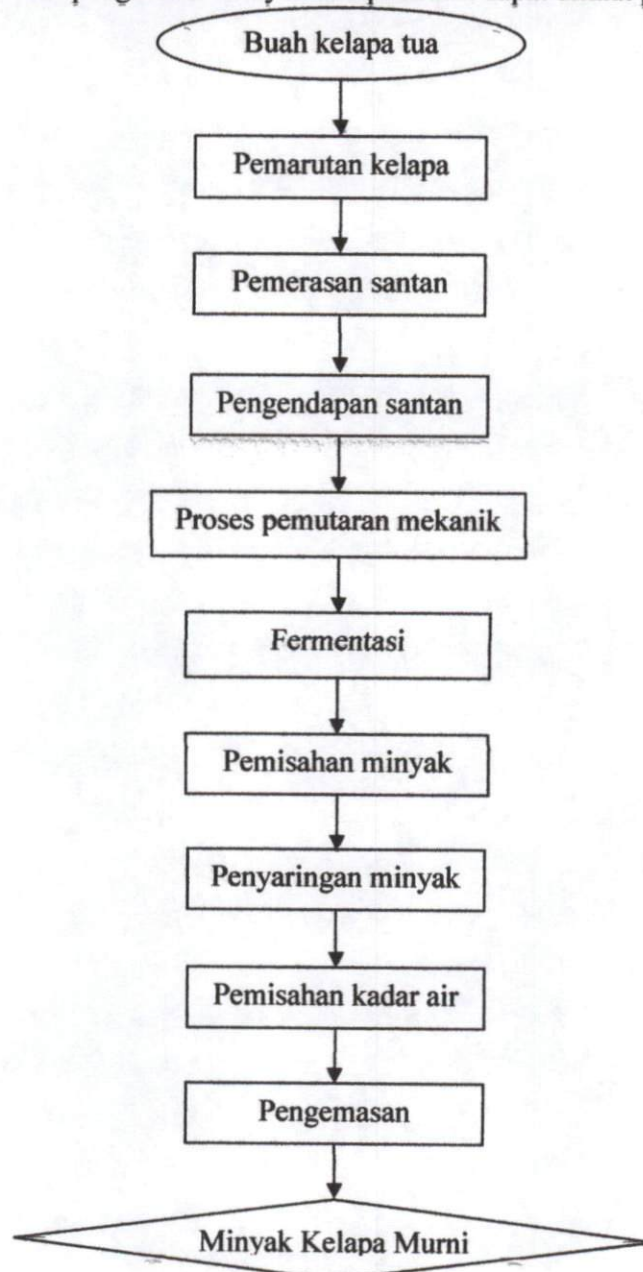 Buah kelapa tua
Pemarutan kelapa
Pemerasan santan
Pengendapan santan
Proses pemutaran mekanik
Fermentasi
Pemisahan minyak
Penyaringan minyak
Pemisahan kadar air
Pengemasan
Minyak Kelapa Murni